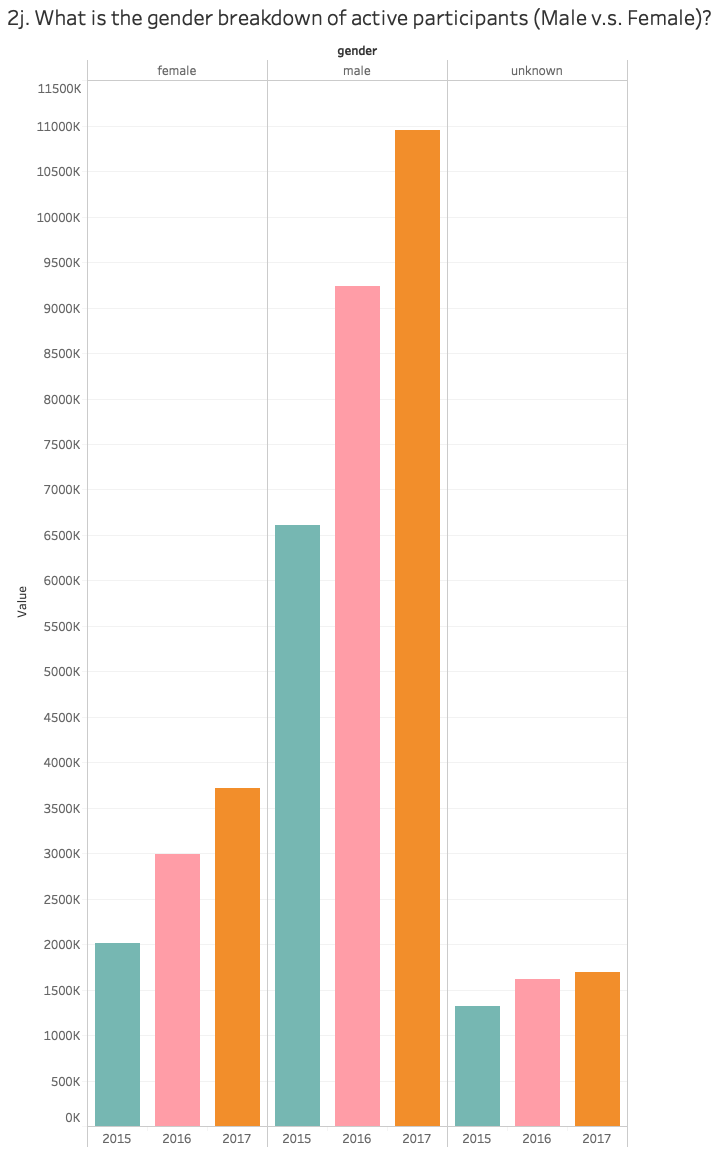 2j. What is the gender breakdown of active participants (Male v.s. Female)?
gender
female male unknown
11500K
11000K
10500K
10000K
9500K
9000K
8500K
8000K
7500K
7000K
6500K
6000K
5500K
5000K
4500K
4000K
3500K
3000K
2500K
2000K
1500K
1000K
500K
0K
Value
2015 2016 2017 2015 2016 2017 2015 2016 2017